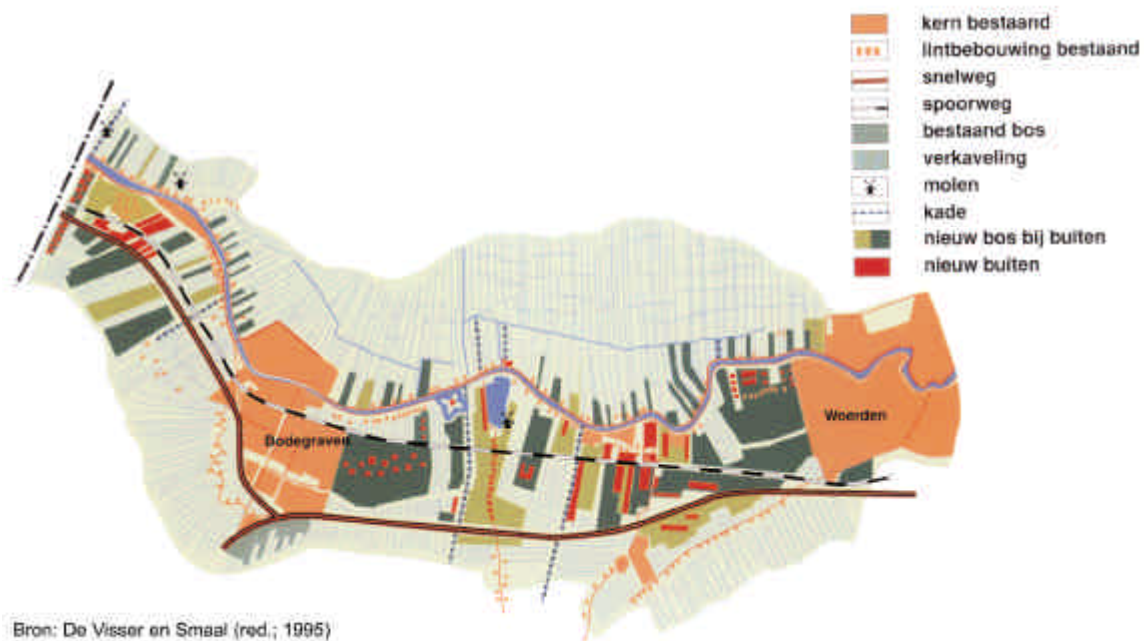 kern bestaand
lintbebouwing bestaand
snelweg
spoorweg
bestaand bos
verkaveling
molen
kade
nieuw bos bij buiten
nieuw buiten
Woerden
Bodegraven
Bron: De Visser en Smaal (red.; 1995)